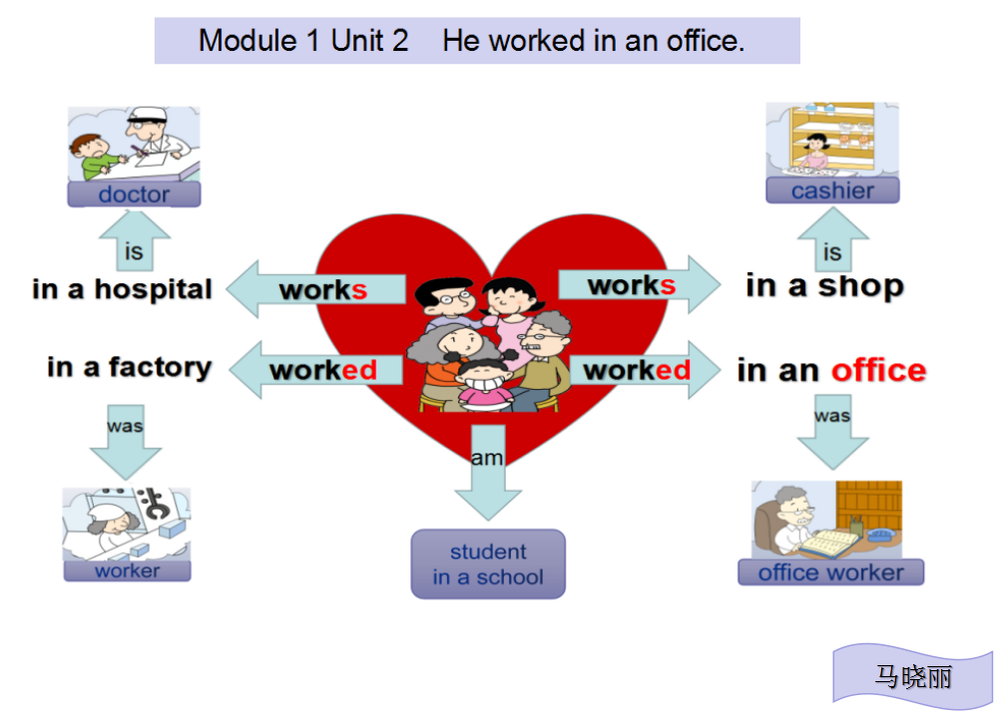 Module 1 Unit 2 He worked in an office.
doctor
cashier
is
is
in a hospital
works
works
in a shop
in a factory
worked
worked
in an office
was
was
am
worker
student
in a school
office worker
马晓丽